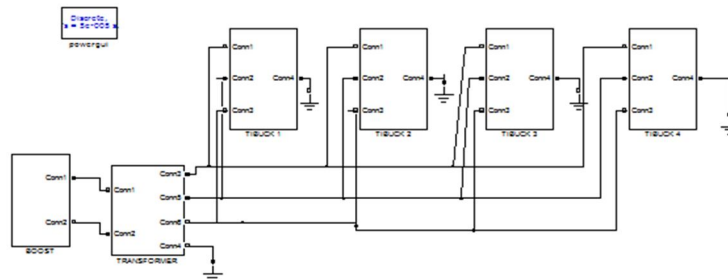 Discrete,
s = 5e-005 s.
powergui
Conn1
Conn2
Conn3
Conn4
TIBUCK 1
Conn1
Conn2
Conn3
Conn4
TIBUCK 2
Conn1
Conn2
Conn3
Conn4
TIBUCK 3
Conn1
Conn2
Conn3
Conn4
TIBUCK 4
Conn1
Conn2
BOOST
Conn1
Conn2
Conn3
Conn5
Conn6
Conn4
TRANSFORMER